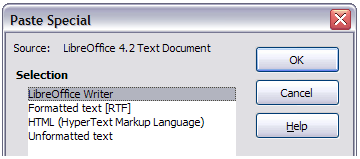 Paste Special
Source: LibreOffice 4.2 Text Document
OK
Selection
Cancel
LibreOffice Writer
Formatted text [RTF]
HTML (HyperText Markup Language)
Help
Unformatted text